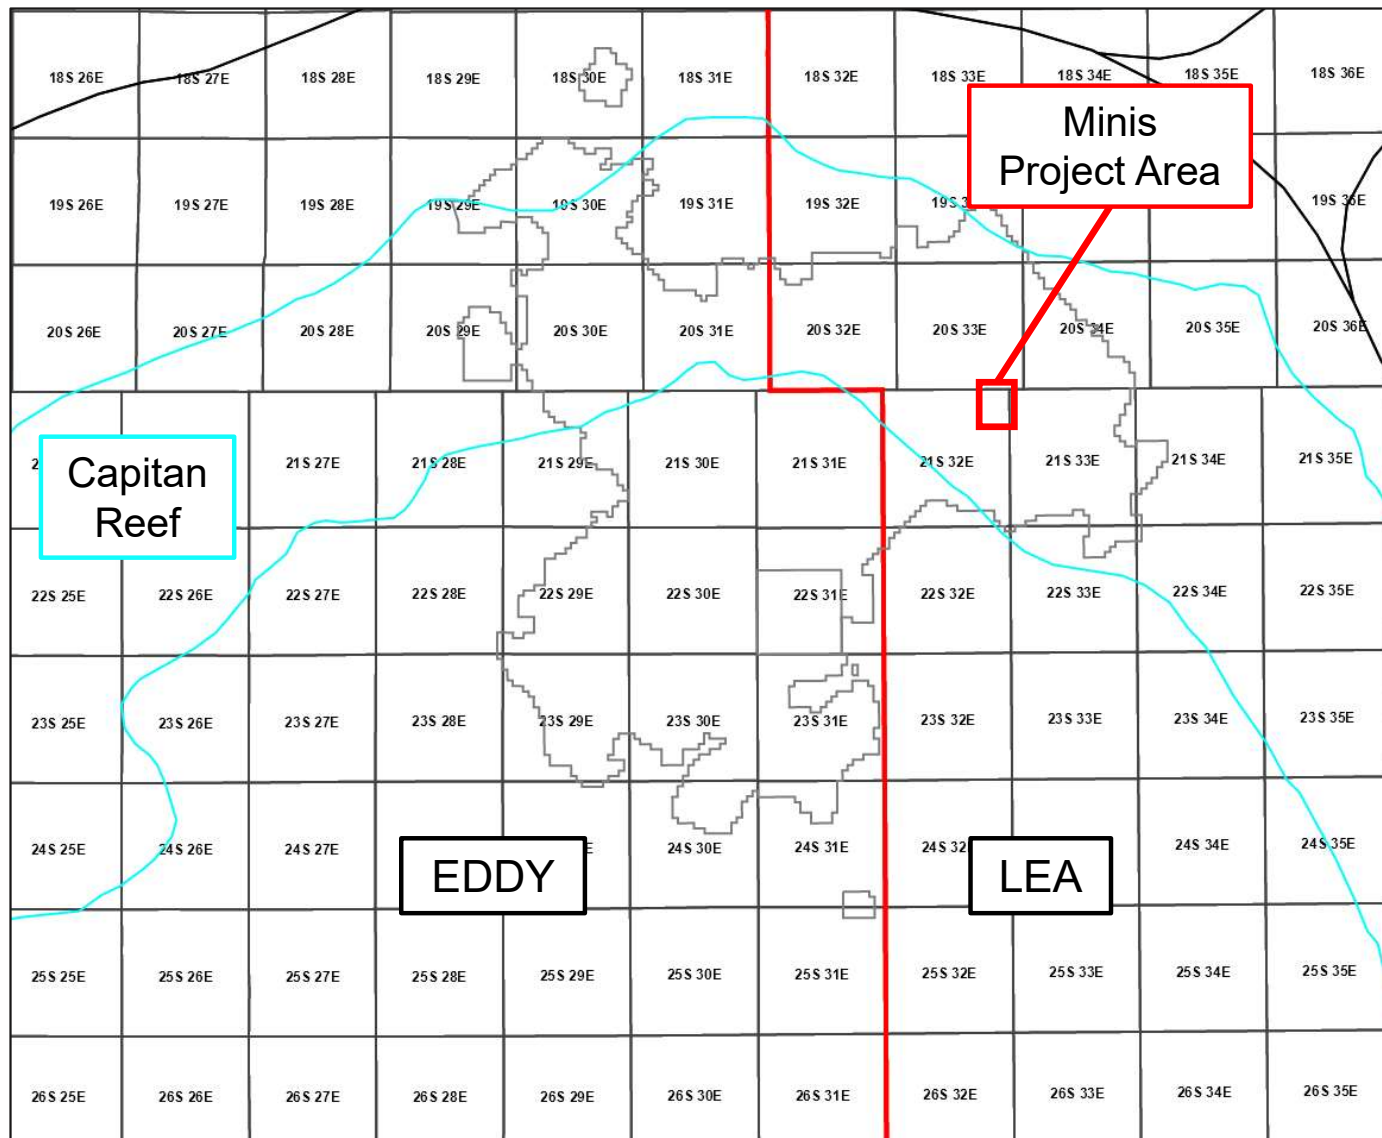 18S 26E
18S 27E
18S 28E
18S 29E
18S 30E
18S 31E
18S 32E
18S 33E
18S 34E
18S 35E
18S 36E
Minis
Project Area
19S 26E
19S 27E
19S 28E
19S 29E
19S 30E
19S 31E
19S 32E
19S 3
19S 35E
20S 26E
20S 27E
20S 28E
20S 29E
20S 30E
20S 31E
20S 32E
20S 33E
20S 34E
20S 35E
20S 36E
Capitan
Reef
2
21S 27E
21S 28E
21S 29E
21S 30E
21S 31E
21S 32E
21S 33E
21S 34E
21S 35E
22S 25E
22S 26E
22S 27E
22S 28E
22S 29E
22S 30E
22S 31E
22S 32E
22S 33E
22S 34E
22S 35E
23S 25E
23S 26E
23S 27E
23S 28E
23S 29E
23S 30E
23S 31E
23S 32E
23S 33E
23S 34E
23S 35E
24S 25E
24S 26E
24S 27E
E
24S 30E
24S 31E
24S 32
24S 34E
24S 35E
EDDY
LEA
25S 25E
25S 26E
25S 27E
25S 28E
25S 29E
25S 30E
25S 31E
25S 32E
25S 33E
25S 34E
25S 35E
26S 25E
26S 26E
26S 27E
26S 28E
26S 29E
26S 30E
26S 31E
26S 32E
26S 33E
26S 34E
26S 35E